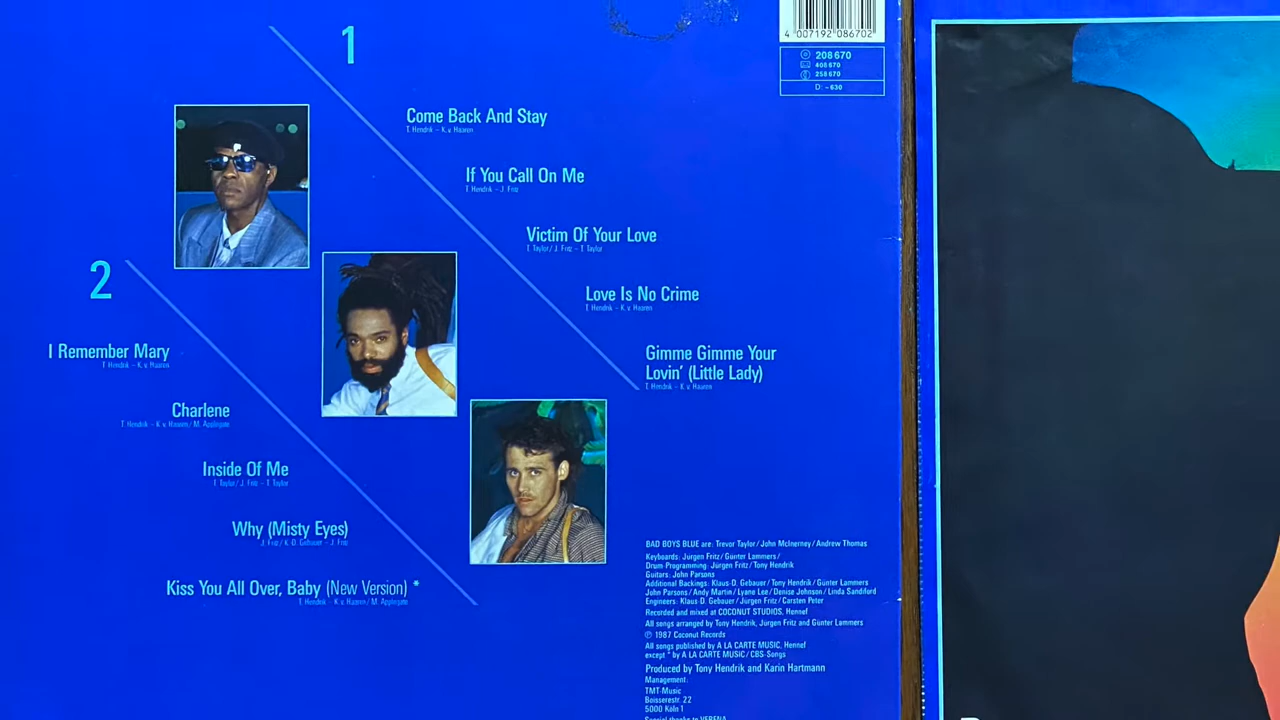 1
Come Back And Stay
T. Hendrik – K. v. Haaren
If You Call On Me
T. Hendrik – J. Fritz
Victim Of Your Love
T. Taylor / J. Fritz – T. Taylor
Love Is No Crime
T. Hendrik – K. v. Haaren
Gimme Gimme Your
Lovin' (Little Lady)
T. Hendrik – K. v. Haaren
2
I Remember Mary
T. Hendrik – K. v. Haaren
Charlene
T. Hendrik – K. v. Haaren / M. Applegate
Inside Of Me
T. Taylor / J. Fritz – T. Taylor
Why (Misty Eyes)
J. Fritz / K.-D. Gebauer – J. Fritz
Kiss You All Over, Baby (New Version) *
T. Hendrik – K. v. Haaren / M. Applegate
4 007192 086702
208 670
408 670
258 670
D: – 630
BAD BOYS BLUE are: Trevor Taylor / John McInerney / Andrew Thomas
Keyboards: Jürgen Fritz / Günter Lammers /
Drum-Programming: Jürgen Fritz / Tony Hendrik
Guitars: John Parsons
Additional Backings: Klaus-D. Gebauer / Tony Hendrik / Günter Lammers
John Parsons / Andy Martin / Lyane Lee / Denise Johnson / Linda Sandiford
Engineers: Klaus-D. Gebauer / Jürgen Fritz / Carsten Peter
Recorded and mixed at COCONUT STUDIOS, Hennef
All songs arranged by Tony Hendrik, Jürgen Fritz and Günter Lammers
℗ 1987 Coconut Records
All songs published by A LA CARTE MUSIC, Hennef
except * by A LA CARTE MUSIC / CBS-Songs
Produced by Tony Hendrik and Karin Hartmann
Management:
TMT-Music
Boisserestr. 22
5000 Köln 1
Special thanks to VERENA